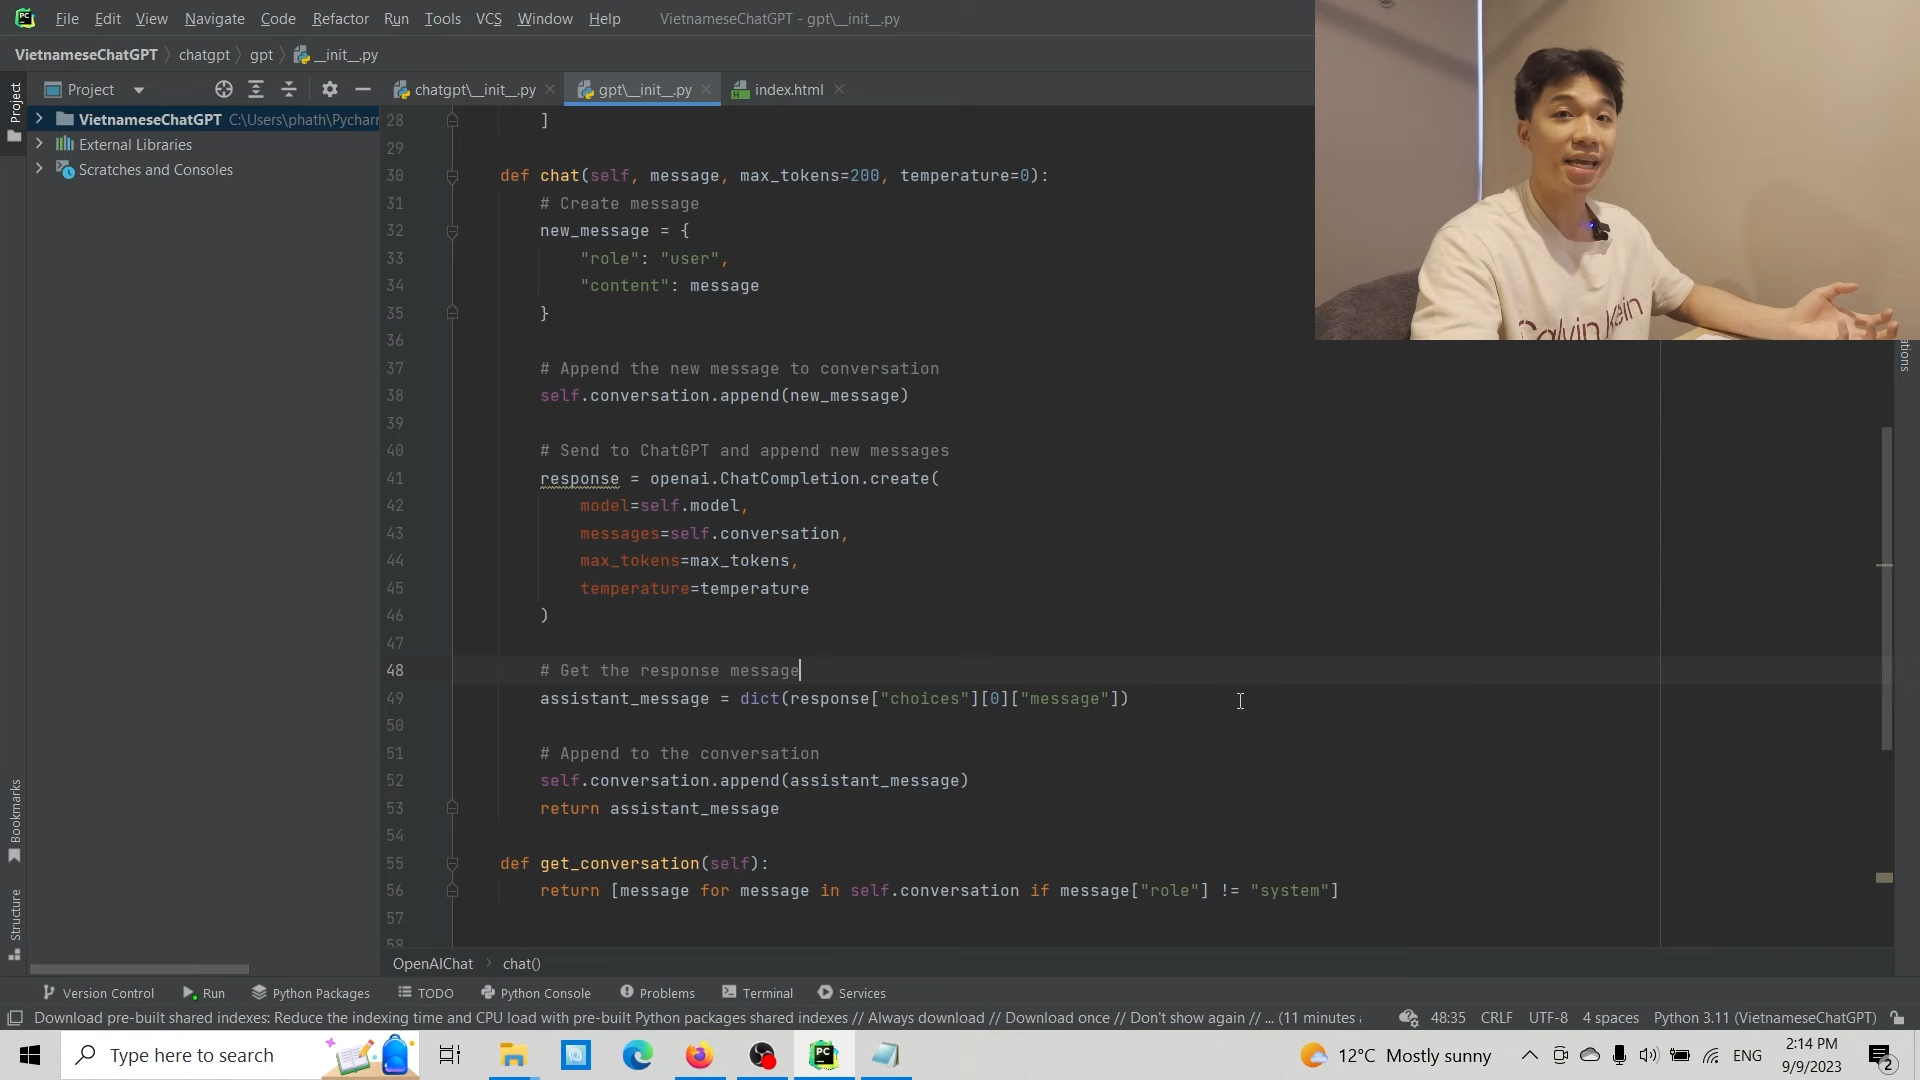 File Edit View Navigate Code Refactor Run Tools VCS Window Help VietnameseChatGPT - gpt\__init__.py
VietnameseChatGPT chatgpt gpt __init__.py
Project
Project
chatgpt\__init__.py gpt\__init__.py index.html
VietnameseChatGPT C:\Users\phath\Pychar
External Libraries
Scratches and Consoles
28 ]
29
30 def chat(self, message, max_tokens=200, temperature=0):
31 # Create message
32 new_message = {
33 "role": "user",
34 "content": message
35 }
36
37 # Append the new message to conversation
38 self.conversation.append(new_message)
39
40 # Send to ChatGPT and append new messages
41 response = openai.ChatCompletion.create(
42 model=self.model,
43 messages=self.conversation,
44 max_tokens=max_tokens,
45 temperature=temperature
46 )
47
48 # Get the response message
49 assistant_message = dict(response["choices"][0]["message"])
50
51 # Append to the conversation
52 self.conversation.append(assistant_message)
53 return assistant_message
54
55 def get_conversation(self):
56 return [message for message in self.conversation if message["role"] != "system"]
57
58
Calvin Klein
ations
Bookmarks
Structure
OpenAIChat chat()
Version Control Run Python Packages TODO Python Console Problems Terminal Services
Download pre-built shared indexes: Reduce the indexing time and CPU load with pre-built Python packages shared indexes // Always download // Download once // Don't show again // ... (11 minutes 48:35 CRLF UTF-8 4 spaces Python 3.11 (VietnameseChatGPT)
Type here to search
PC
12°C Mostly sunny
ENG
2:14 PM
9/9/2023
2